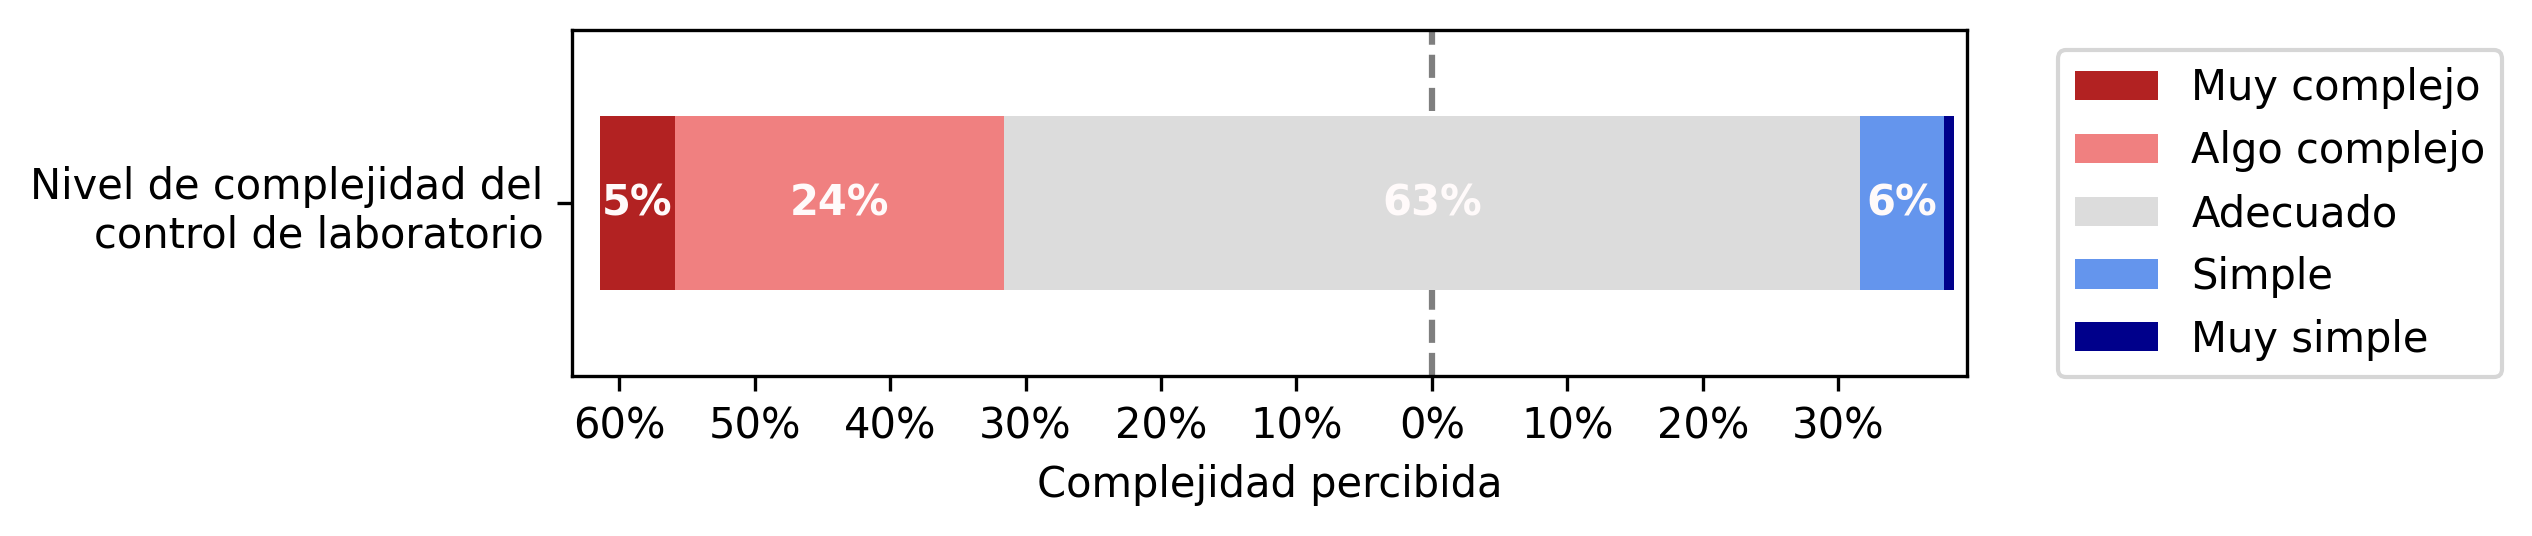 Nivel de complejidad del
control de laboratorio
5%
24%
63%
6%
60%
50%
40%
30%
20%
10%
0%
10%
20%
30%
Complejidad percibida
Muy complejo
Algo complejo
Adecuado
Simple
Muy simple